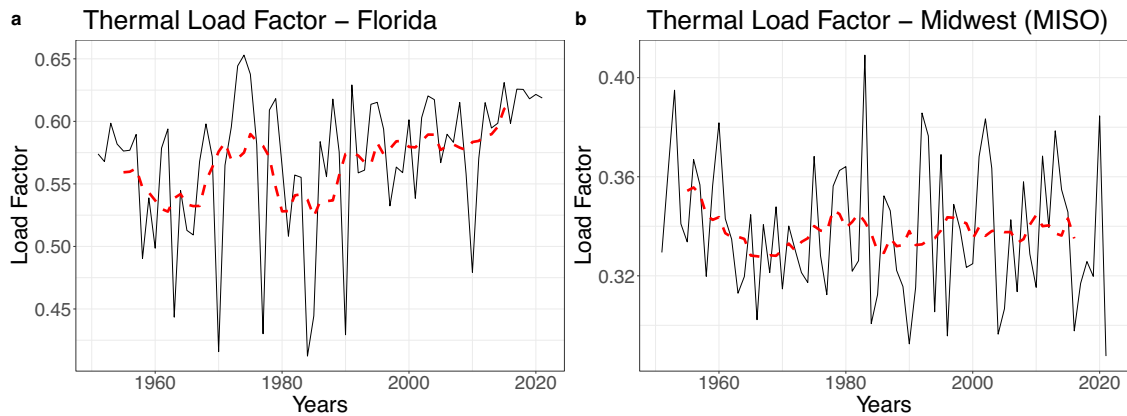 a Thermal Load Factor – Florida
0.65
0.60
0.55
0.50
0.45
Load Factor
1960 1980 2000 2020
Years
b Thermal Load Factor – Midwest (MISO)
0.40
0.36
0.32
Load Factor
1960 1980 2000 2020
Years